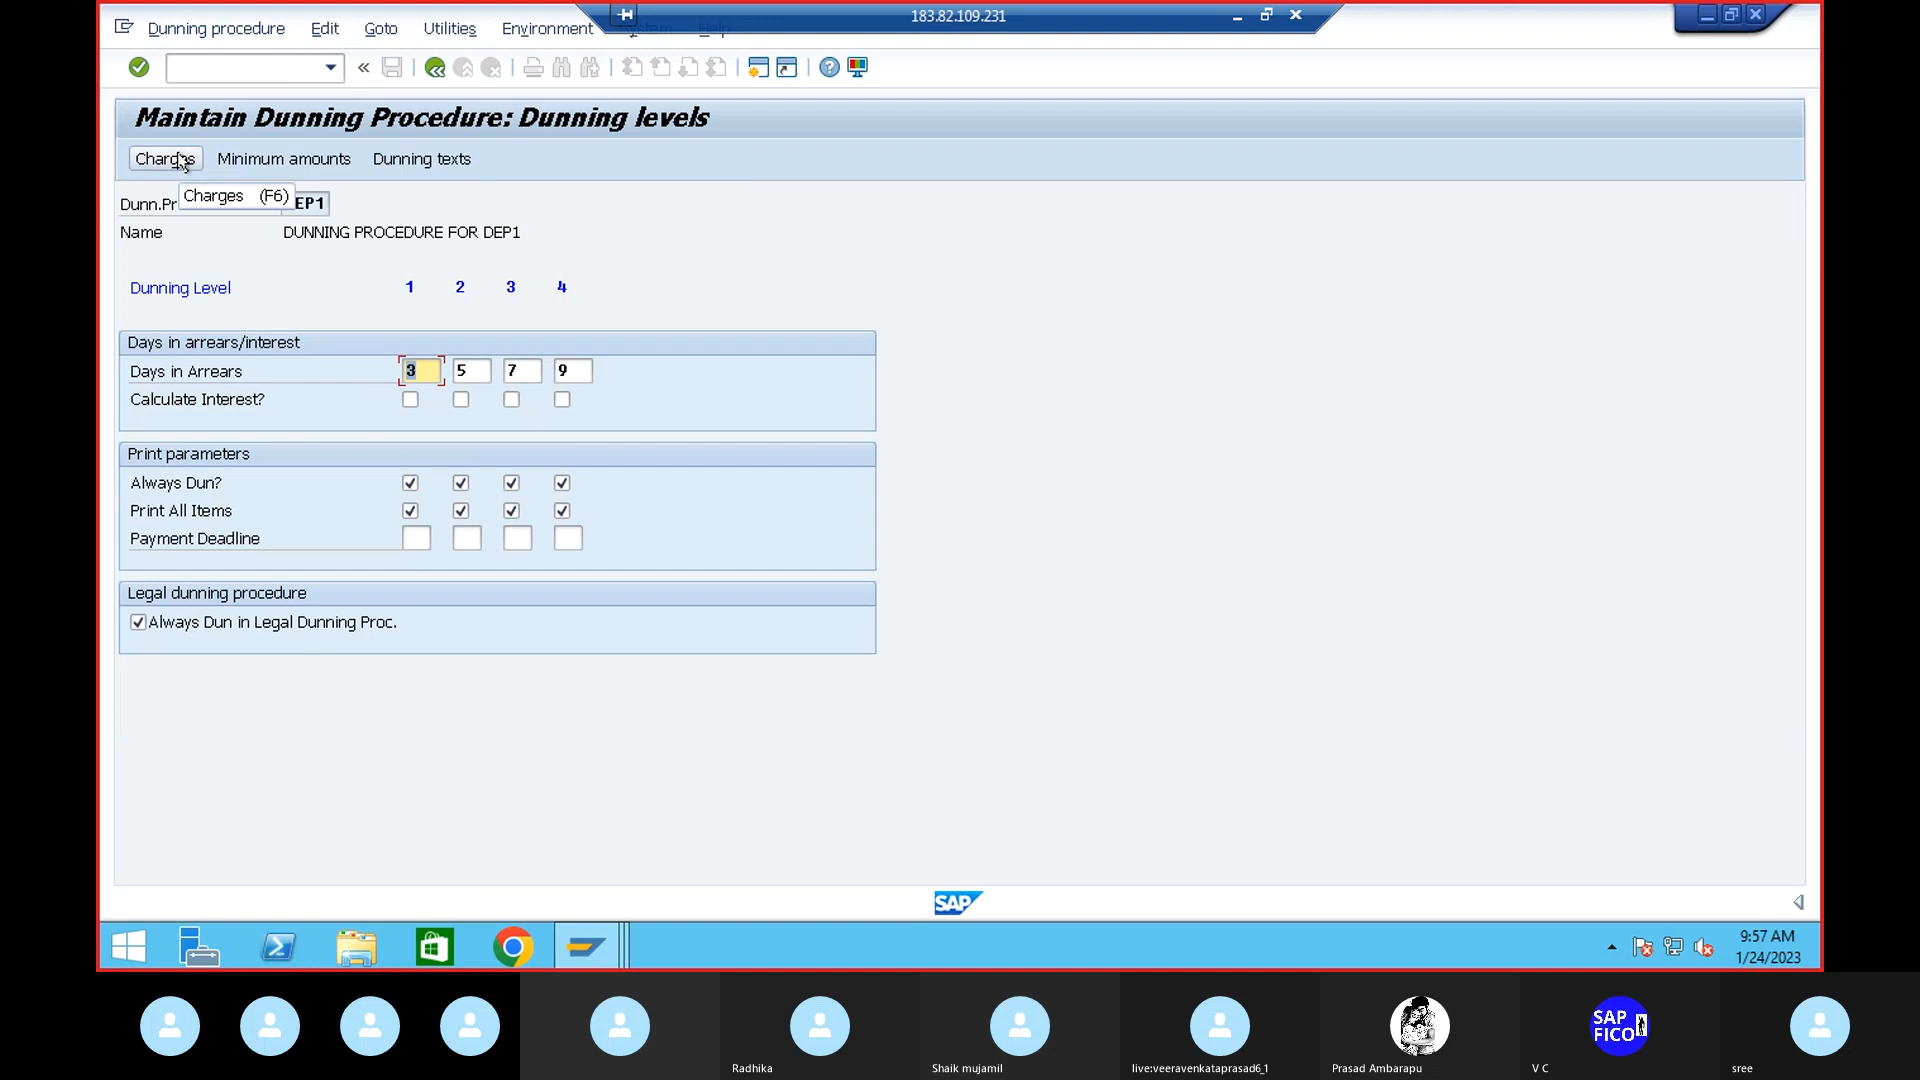 183.82.109.231
Dunning procedure Edit Goto Utilities Environment System Help
Maintain Dunning Procedure: Dunning levels
Charges Minimum amounts Dunning texts
Charges (F6)
Dunn.Pr EP1
Name DUNNING PROCEDURE FOR DEP1
Dunning Level 1 2 3 4
Days in arrears/interest
Days in Arrears 3 5 7 9
Calculate Interest?
Print parameters
Always Dun?
Print All Items
Payment Deadline
Legal dunning procedure
Always Dun in Legal Dunning Proc.
SAP
9:57 AM
1/24/2023
SAP
FICO
Radhika Shaik mujamil live:veeravenkataprasad6_1 Prasad Ambarapu V C sree